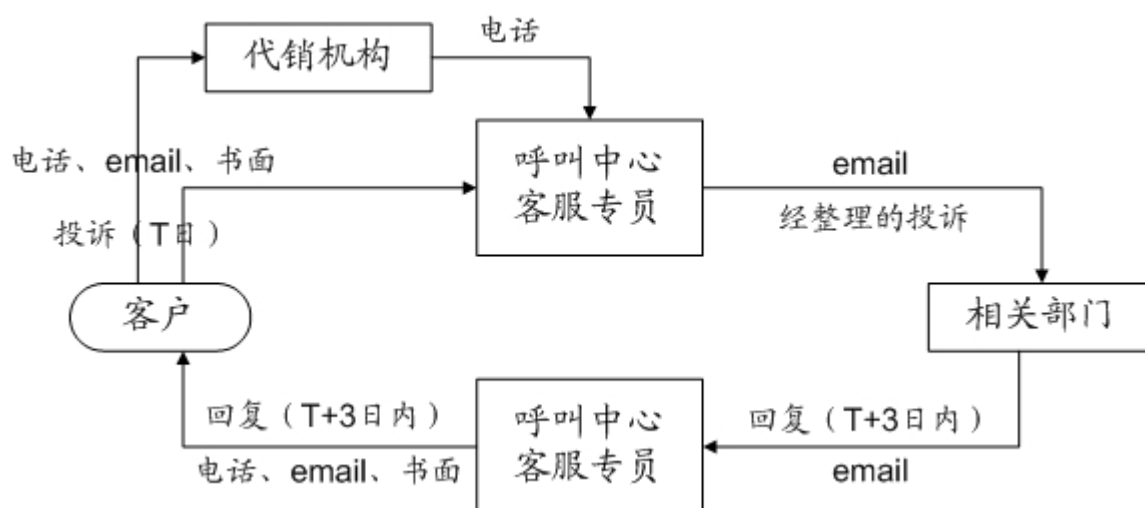 代销机构
电话
电话、email、书面
呼叫中心
客服专员
email
投诉（T日）
经整理的投诉
客户
相关部门
回复（T+3日内）
呼叫中心
客服专员
回复（T+3日内）
电话、email、书面
email